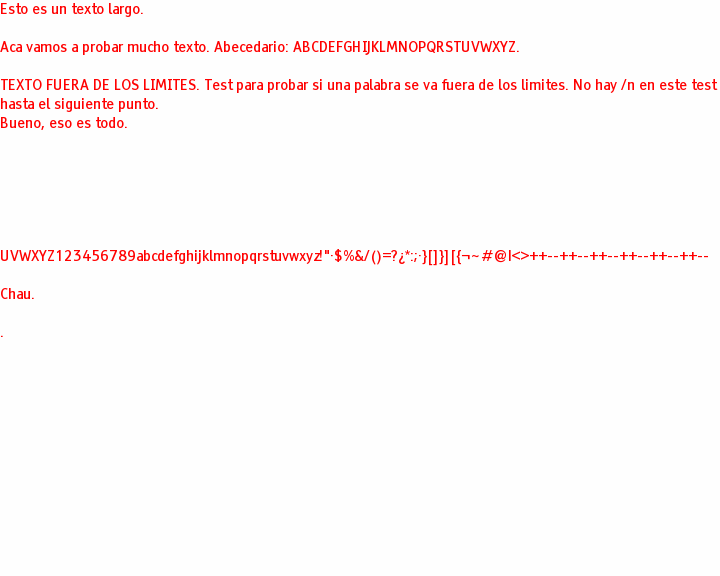 Esto es un texto largo.
Aca vamos a probar mucho texto. Abecedario: ABCDEFGHIJKLMNOPQRSTUVWXYZ.
TEXTO FUERA DE LOS LIMITES. Test para probar si una palabra se va fuera de los limites. No hay /n en este test
hasta el siguiente punto.
Bueno, eso es todo.
UVWXYZ123456789abcdefghijklmnopqrstuvwxyz!"·$%&/()=?¿*:;·}[]}][{¬~#@|<>++--++--++--++--++--++--
Chau.
.